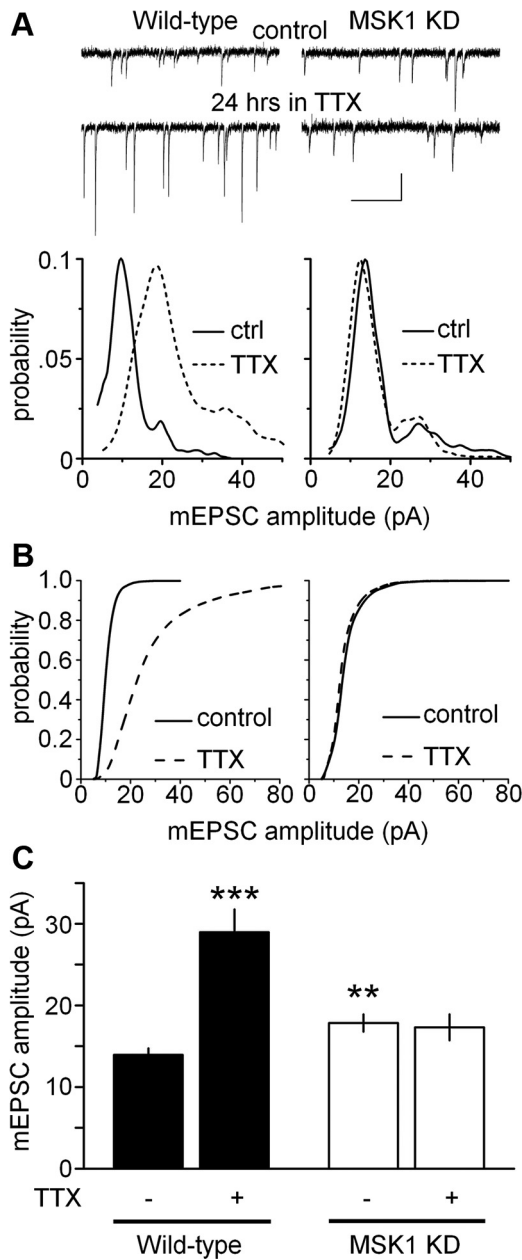 A
Wild-type
control
MSK1 KD
24 hrs in TTX
0.1
.05
0
probability
ctrl
TTX
ctrl
TTX
0 20 40
0 20 40
mEPSC amplitude (pA)
B
1.0
0.8
0.6
0.4
0.2
0
probability
control
TTX
control
TTX
0 20 40 60 80
0 20 40 60 80
mEPSC amplitude (pA)
C
mEPSC amplitude (pA)
30
20
10
0
***
**
TTX - + - +
Wild-type MSK1 KD